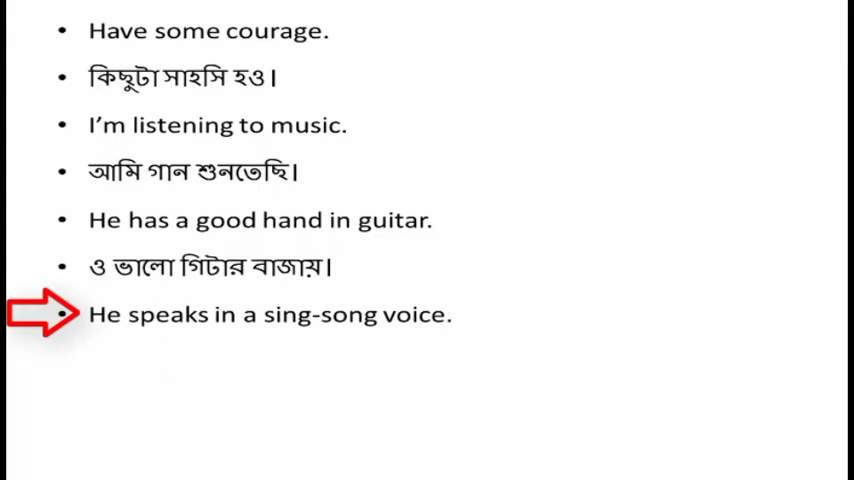 Have some courage.
কিছুটা সাহসি হও।
I'm listening to music.
আমি গান শুনতেছি।
He has a good hand in guitar.
ও ভালো গিটার বাজায়।
He speaks in a sing-song voice.